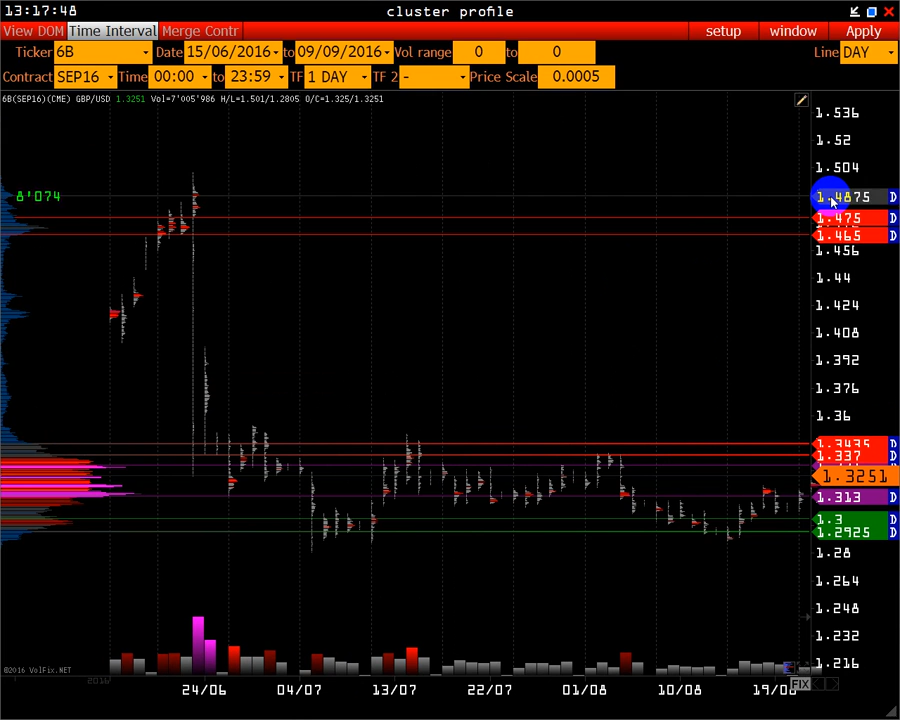 13:17:48 cluster profile
View DOM Time Interval Merge Contr setup window Apply
Ticker 6B Date 15/06/2016 to 09/09/2016 Vol range 0 to 0 Line DAY
Contract SEP16 Time 00:00 to 23:59 TF 1 DAY TF 2 - Price Scale 0.0005
6B(SEP16)(CME) GBP/USD 1.3251 Vol=7'005'986 H/L=1.501/1.2805 O/C=1.325/1.3251
1.536
1.52
1.504
8'074 1.4875 D
1.475 D
1.465 D
1.456
1.44
1.424
1.408
1.392
1.376
1.36
1.3435 D
1.337 D
1.3251
1.313 D
1.3 D
1.2925 D
1.28
1.264
1.248
1.232
©2016 VolFix.NET 1.216
2016 FIX
24/06 04/07 13/07 22/07 01/08 10/08 19/08